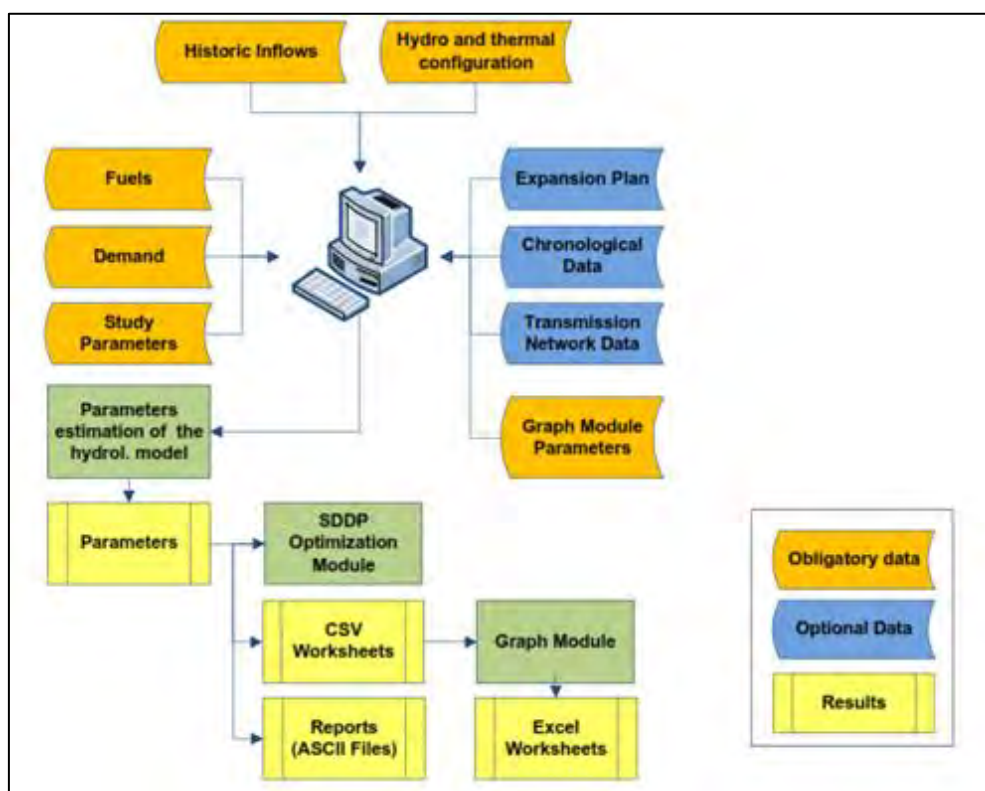 Historic Inflows
Hydro and thermal
configuration
Fuels
Demand
Study
Parameters
Expansion Plan
Chronological
Data
Transmission
Network Data
Graph Module
Parameters
Parameters
estimation of the
hydrol. model
Parameters
SDDP
Optimization
Module
CSV
Worksheets
Graph Module
Reports
(ASCII Files)
Excel
Worksheets
Obligatory data
Optional Data
Results